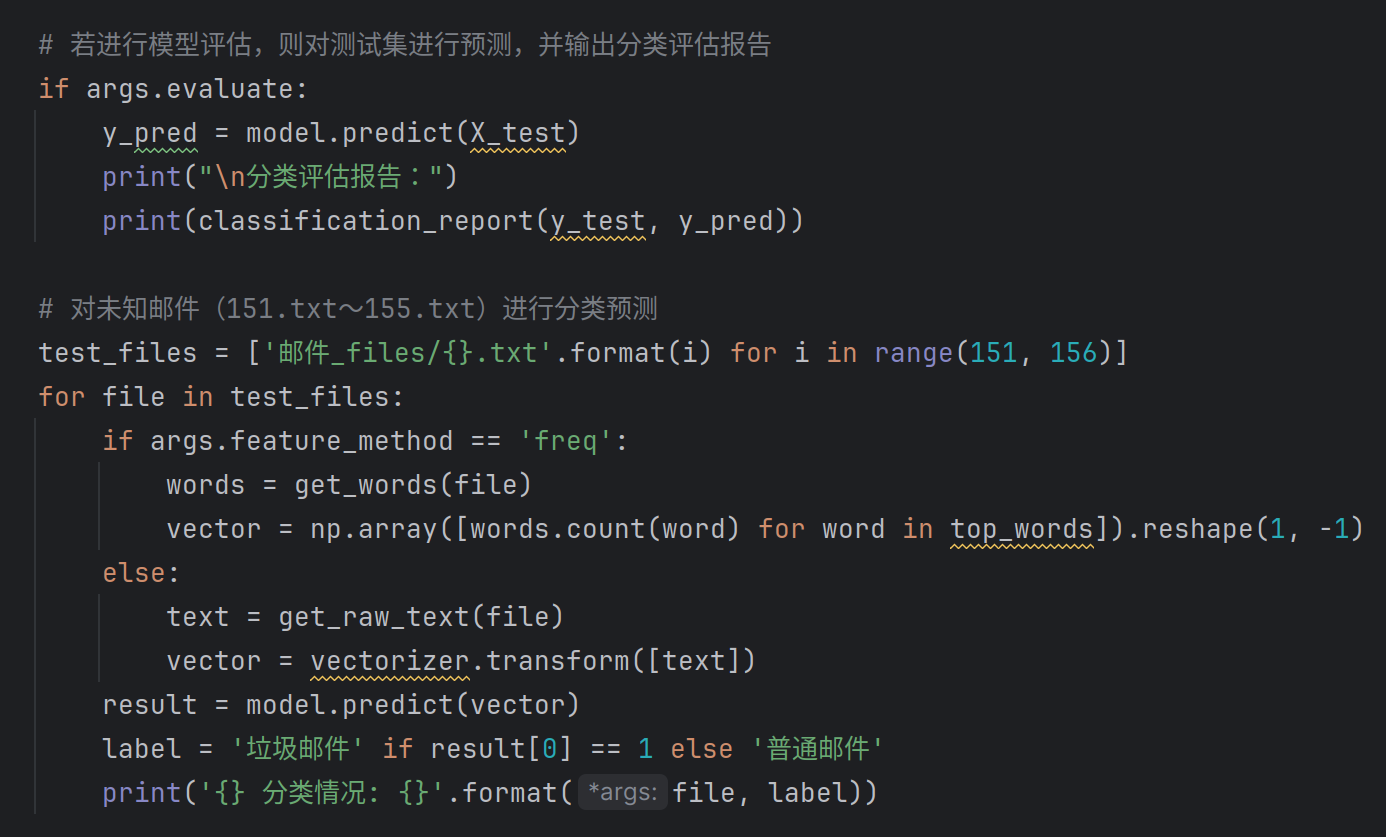 # 若进行模型评估，则对测试集进行预测，并输出分类评估报告
if args.evaluate:
    y_pred = model.predict(X_test)
    print("\n分类评估报告：")
    print(classification_report(y_test, y_pred))

# 对未知邮件（151.txt～155.txt）进行分类预测
test_files = ['邮件_files/{}.txt'.format(i) for i in range(151, 156)]
for file in test_files:
    if args.feature_method == 'freq':
        words = get_words(file)
        vector = np.array([words.count(word) for word in top_words]).reshape(1, -1)
    else:
        text = get_raw_text(file)
        vector = vectorizer.transform([text])
    result = model.predict(vector)
    label = '垃圾邮件' if result[0] == 1 else '普通邮件'
    print('{} 分类情况: {}'.format( *args: file, label))